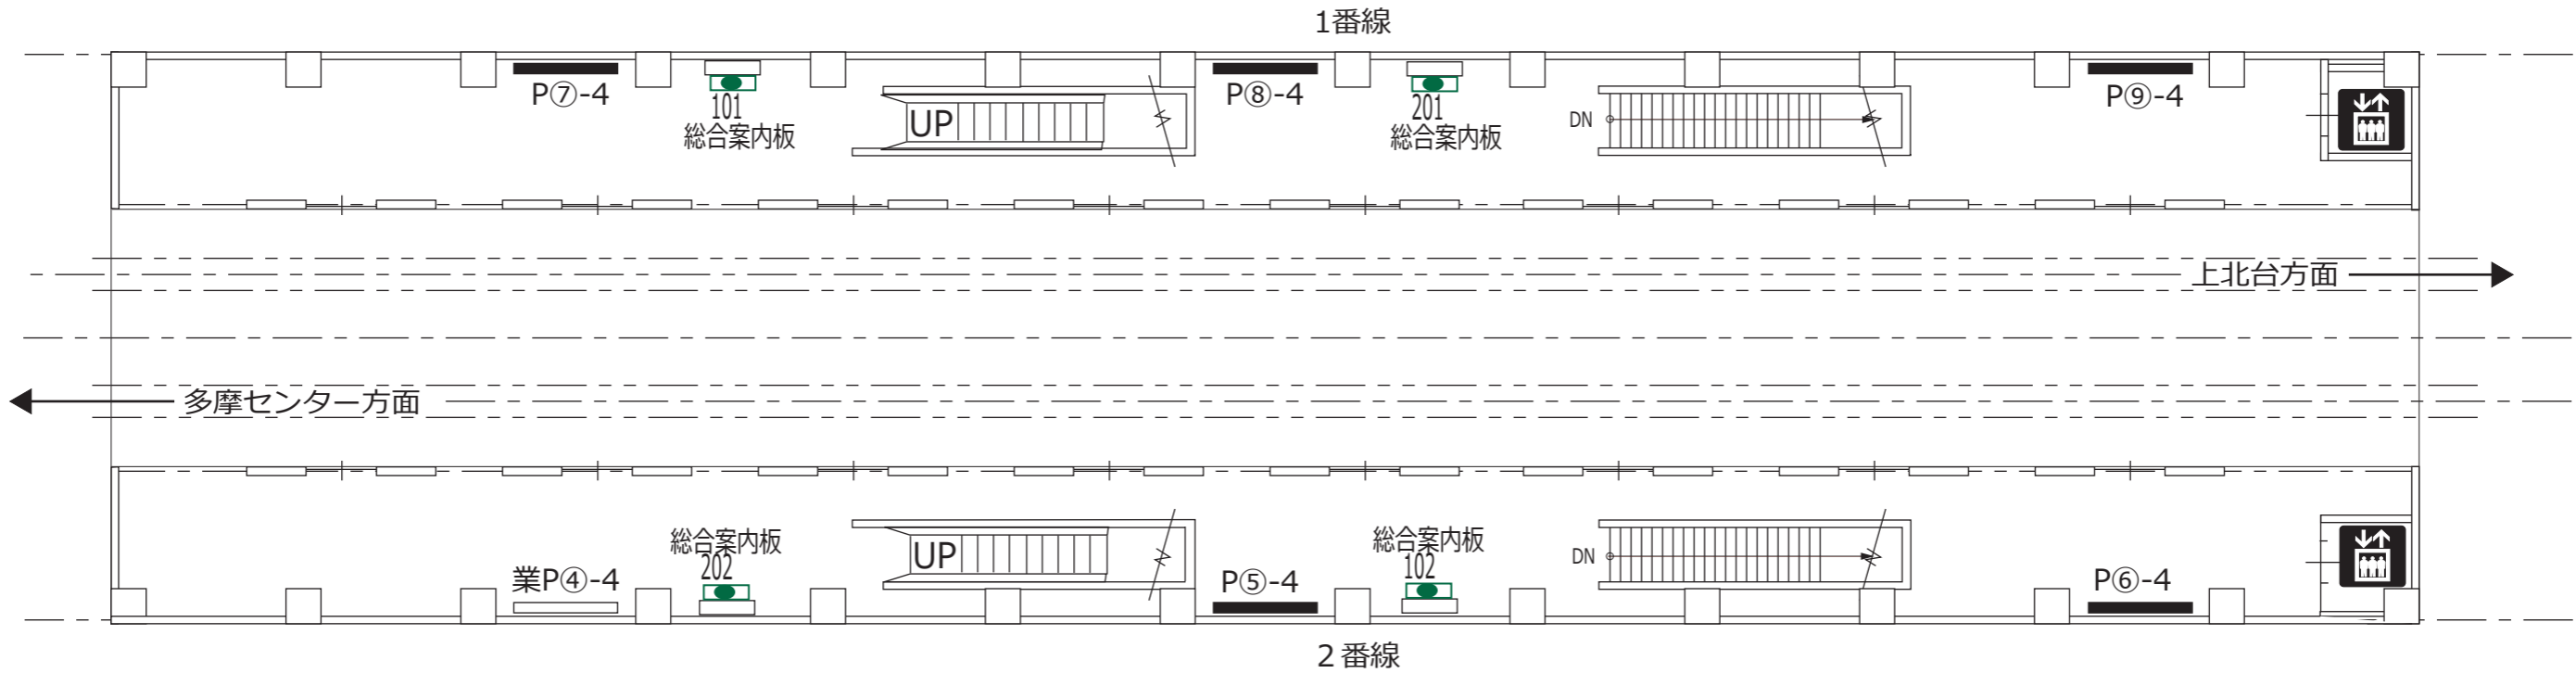 1番線
P⑦-4
101
総合案内板
UP
P⑧-4
201
総合案内板
DN
P⑨-4
上北台方面
多摩センター方面
業P④-4
総合案内板
202
UP
P⑤-4
総合案内板
102
DN
P⑥-4
2番線